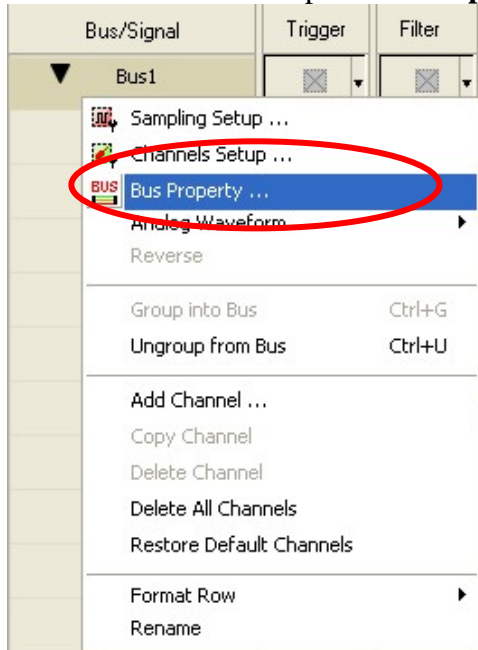 Bus/Signal Trigger Filter
Bus1
Sampling Setup ...
Channels Setup ...
BUS Bus Property ...
Analog Waveform
Reverse
Group into Bus Ctrl+G
Ungroup from Bus Ctrl+U
Add Channel ...
Copy Channel
Delete Channel
Delete All Channels
Restore Default Channels
Format Row
Rename